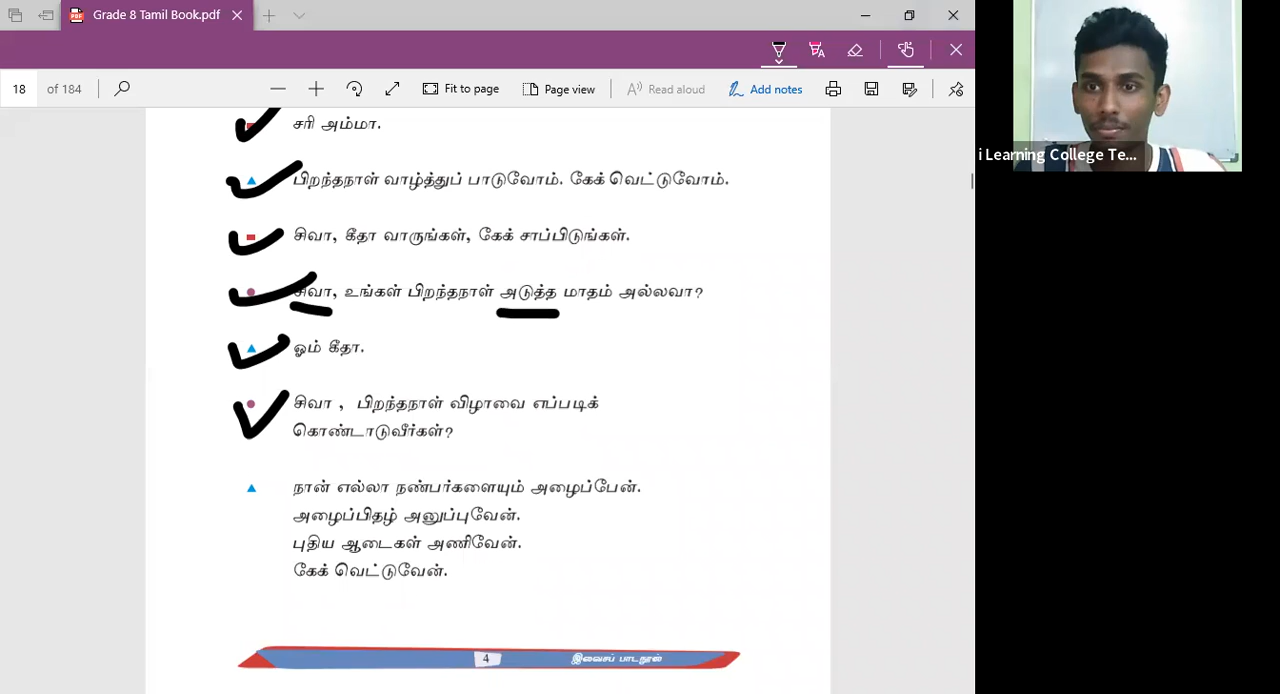 Grade 8 Tamil Book.pdf
18 of 184
Fit to page
Page view
Read aloud
Add notes
i Learning College Te...
சரி அம்மா.
பிறந்தநாள் வாழ்த்துப் பாடுவோம். கேக் வெட்டுவோம்.
சிவா, கீதா வாருங்கள், கேக் சாப்பிடுங்கள்.
சிவா, உங்கள் பிறந்தநாள் அடுத்த மாதம் அல்லவா?
ஓம் கீதா.
சிவா , பிறந்தநாள் விழாவை எப்படிக்
கொண்டாடுவீர்கள்?
நான் எல்லா நண்பர்களையும் அழைப்பேன்.
அழைப்பிதழ் அனுப்புவேன்.
புதிய ஆடைகள் அணிவேன்.
கேக் வெட்டுவேன்.
4 இலவசப் பாடநூல்